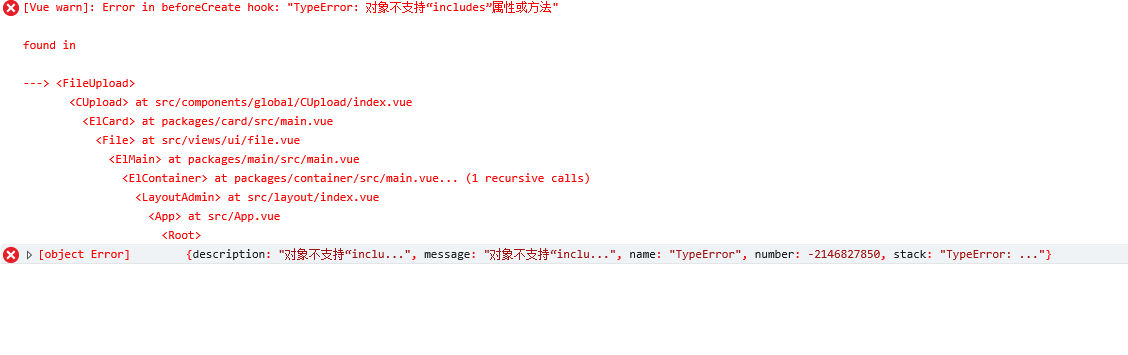 [Vue warn]: Error in beforeCreate hook: "TypeError: 对象不支持“includes”属性或方法"
found in
---> <FileUpload>
<CUpload> at src/components/global/CUpload/index.vue
<ElCard> at packages/card/src/main.vue
<File> at src/views/ui/file.vue
<ElMain> at packages/main/src/main.vue
<ElContainer> at packages/container/src/main.vue... (1 recursive calls)
<LayoutAdmin> at src/layout/index.vue
<App> at src/App.vue
<Root>
[object Error] {description: "对象不支持“inclu...", message: "对象不支持“inclu...", name: "TypeError", number: -2146827850, stack: "TypeError: ..."}